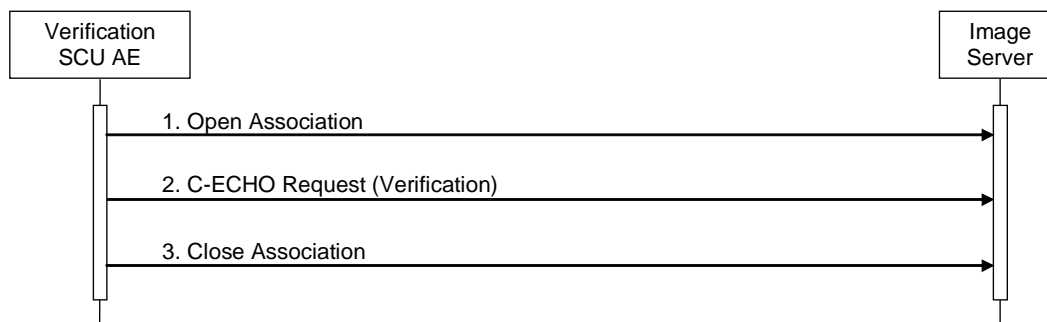 Verification
SCU AE
Image
Server
1. Open Association
2. C-ECHO Request (Verification)
3. Close Association